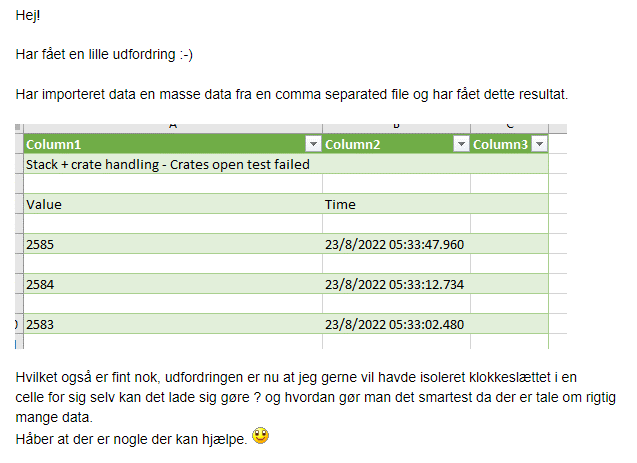 Hej!
Har fået en lille udfordring :-)
Har importeret data en masse data fra en comma separated file og har fået dette resultat.
A B C
Column1 Column2 Column3
Stack + crate handling - Crates open test failed
Value Time
2585 23/8/2022 05:33:47.960
2584 23/8/2022 05:33:12.734
2583 23/8/2022 05:33:02.480
Hvilket også er fint nok, udfordringen er nu at jeg gerne vil havde isoleret klokkeslættet i en
celle for sig selv kan det lade sig gøre ? og hvordan gør man det smartest da der er tale om rigtig
mange data.
Håber at der er nogle der kan hjælpe.